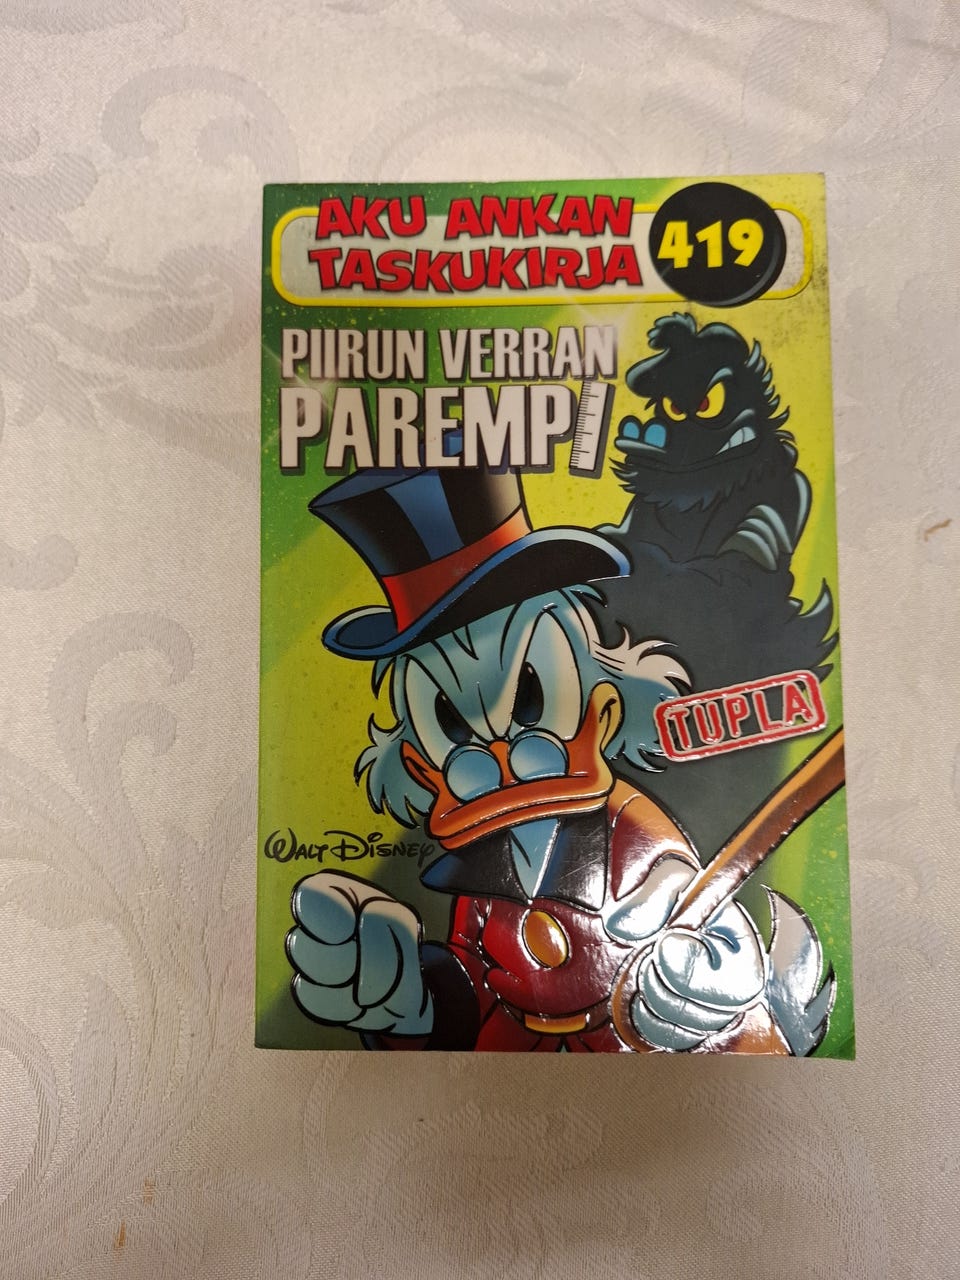 AKU ANKAN
TASKUKIRJA
419
PIIRUN VERRAN
PAREMPI
TUPLA
WALT DISNEY